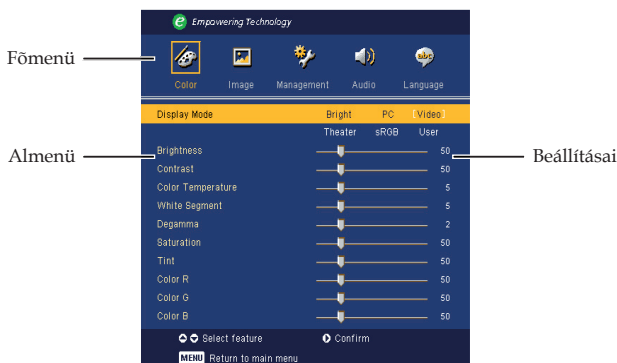 Empowering Technology
Fõmenü
Color Image Management Audio Language
Display Mode Bright PC [Video]
Theater sRGB User
Almenü
Beállításai
Brightness 50
Contrast 50
Color Temperature 5
White Segment 5
Degamma 2
Saturation 50
Tint 50
Color R 50
Color G 50
Color B 50
Select feature Confirm
MENU Return to main menu